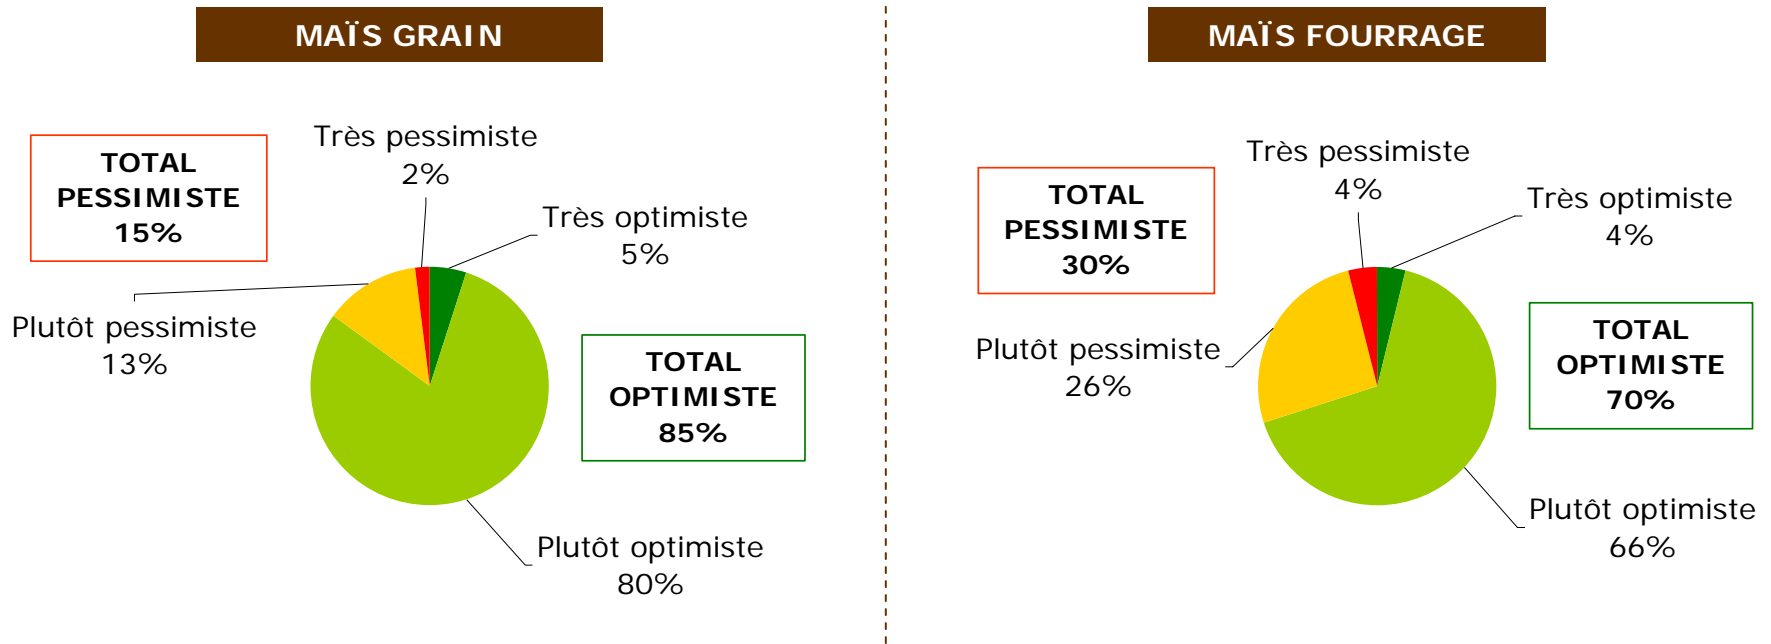 MAÏS GRAIN
TOTAL
PESSIMISTE
15%
Très pessimiste
2%
Très optimiste
5%
Plutôt pessimiste
13%
TOTAL
OPTIMISTE
85%
Plutôt optimiste
80%
MAÏS FOURRAGE
TOTAL
PESSIMISTE
30%
Très pessimiste
4%
Très optimiste
4%
Plutôt pessimiste
26%
TOTAL
OPTIMISTE
70%
Plutôt optimiste
66%